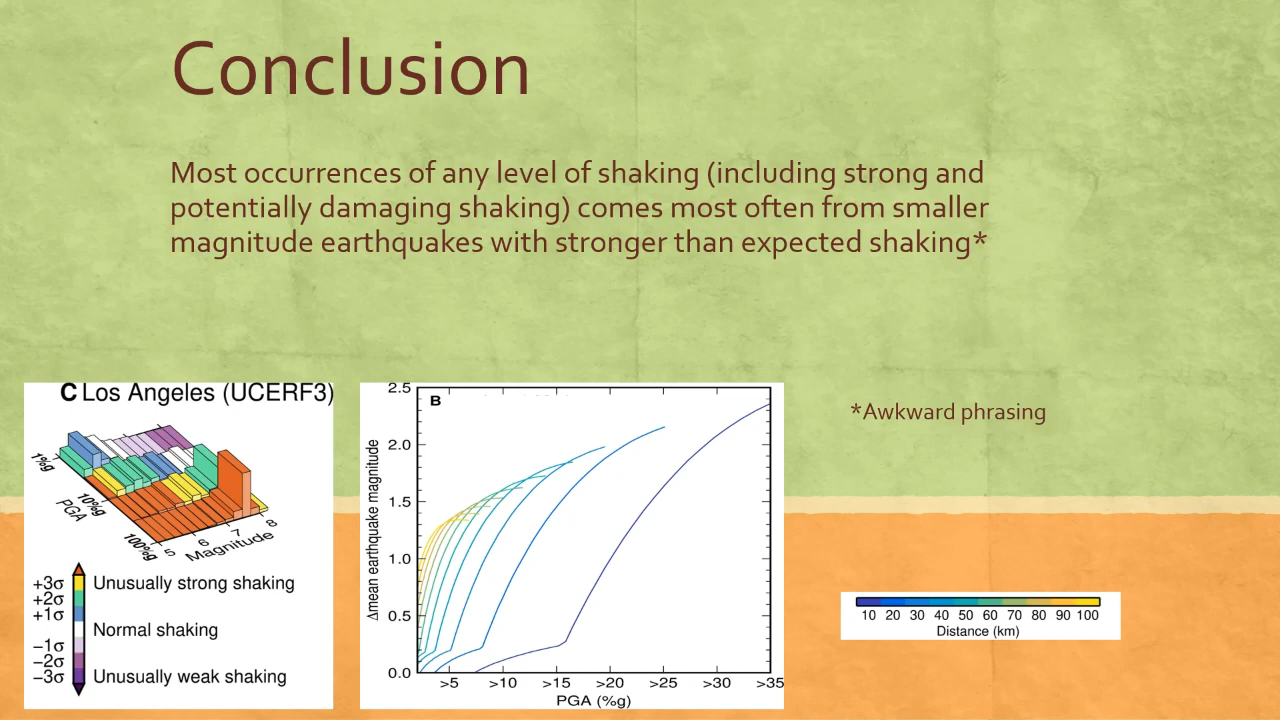 Conclusion
Most occurrences of any level of shaking (including strong and
potentially damaging shaking) comes most often from smaller
magnitude earthquakes with stronger than expected shaking*
C Los Angeles (UCERF3)
1%g
10%g
100%g
PGA
5
6
7
8
Magnitude
+3σ
+2σ
+1σ
−1σ
−2σ
−3σ
Unusually strong shaking
Normal shaking
Unusually weak shaking
B
Δmean earthquake magnitude
2.5
2.0
1.5
1.0
0.5
0.0
>5 >10 >15 >20 >25 >30 >35
PGA (%g)
*Awkward phrasing
10 20 30 40 50 60 70 80 90 100
Distance (km)